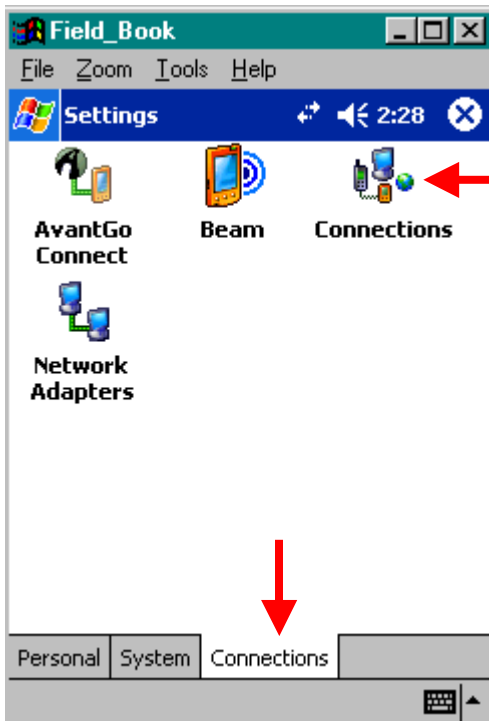 Field_Book
File Zoom Tools Help
Settings 2:28
AvantGo Beam Connections
Connect
Network
Adapters
Personal System Connections